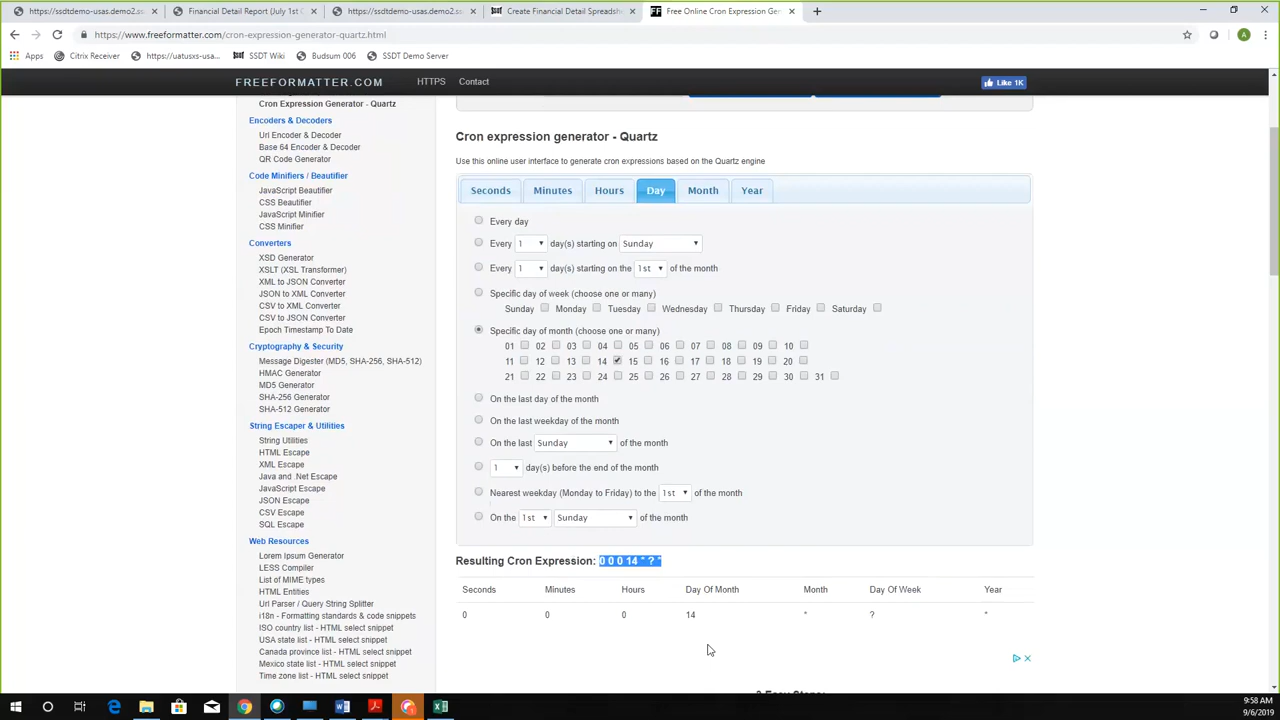 https://ssdtdemo-usas.demo2.ss
Financial Detail Report (July 1st C
https://ssdtdemo-usas.demo2.ss
Create Financial Detail Spreadshe
Free Online Cron Expression Gen
https://www.freeformatter.com/cron-expression-generator-quartz.html
Apps
Citrix Receiver
https://uatusxs-usa...
SSDT Wiki
Budsum 006
SSDT Demo Server
FREEFORMATTER.COM
HTTPS
Contact
Like 1K
Cron Expression Generator - Quartz
Encoders & Decoders
Url Encoder & Decoder
Base 64 Encoder & Decoder
QR Code Generator
Code Minifiers / Beautifier
JavaScript Beautifier
CSS Beautifier
JavaScript Minifier
CSS Minifier
Converters
XSD Generator
XSLT (XSL Transformer)
XML to JSON Converter
JSON to XML Converter
CSV to XML Converter
CSV to JSON Converter
Epoch Timestamp To Date
Cryptography & Security
Message Digester (MD5, SHA-256, SHA-512)
HMAC Generator
MD5 Generator
SHA-256 Generator
SHA-512 Generator
String Escaper & Utilities
String Utilities
HTML Escape
XML Escape
Java and .Net Escape
JavaScript Escape
JSON Escape
CSV Escape
SQL Escape
Web Resources
Lorem Ipsum Generator
LESS Compiler
List of MIME types
HTML Entities
Url Parser / Query String Splitter
i18n - Formatting standards & code snippets
ISO country list - HTML select snippet
USA state list - HTML select snippet
Canada province list - HTML select snippet
Mexico state list - HTML select snippet
Time zone list - HTML select snippet
Cron expression generator - Quartz
Use this online user interface to generate cron expressions based on the Quartz engine
Seconds Minutes Hours Day Month Year
Every day
Every 1 day(s) starting on Sunday
Every 1 day(s) starting on the 1st of the month
Specific day of week (choose one or many)
Sunday Monday Tuesday Wednesday Thursday Friday Saturday
Specific day of month (choose one or many)
01 02 03 04 05 06 07 08 09 10
11 12 13 14 15 16 17 18 19 20
21 22 23 24 25 26 27 28 29 30 31
On the last day of the month
On the last weekday of the month
On the last Sunday of the month
1 day(s) before the end of the month
Nearest weekday (Monday to Friday) to the 1st of the month
On the 1st Sunday of the month
Resulting Cron Expression: 0 0 0 14 * ? *
Seconds Minutes Hours Day Of Month Month Day Of Week Year
0 0 0 14 * ? *
9:58 AM
9/6/2019